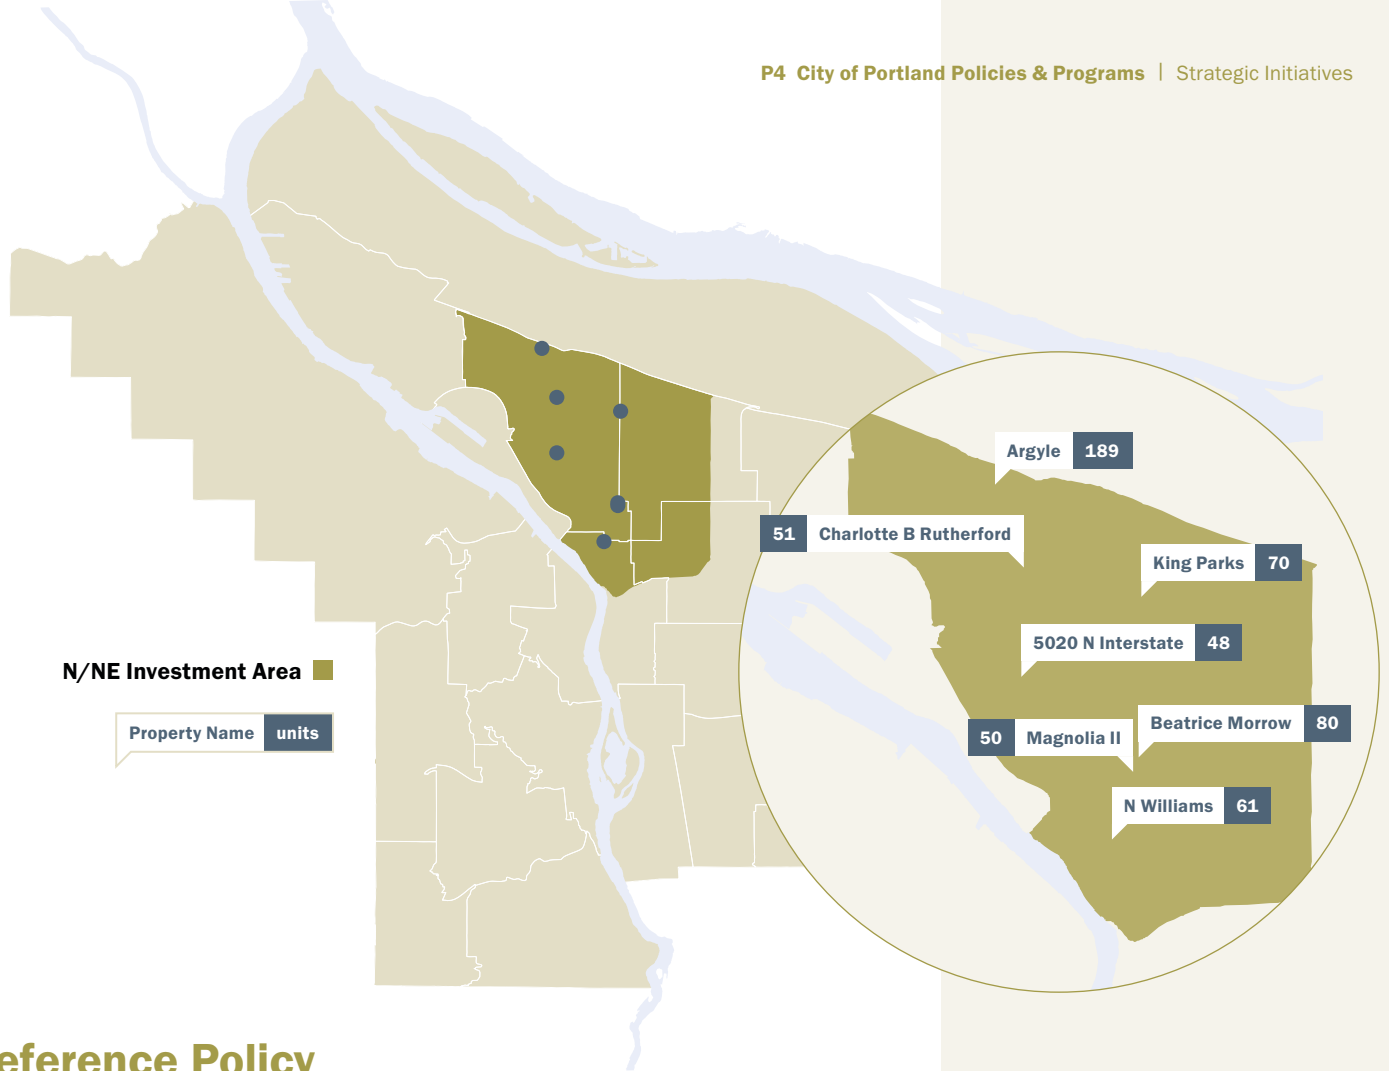 P4 City of Portland Policies & Programs | Strategic Initiatives
Argyle 189
51 Charlotte B Rutherford
King Parks 70
5020 N Interstate 48
N/NE Investment Area
Property Name units
Beatrice Morrow 80
50 Magnolia II
N Williams 61
eference Policy